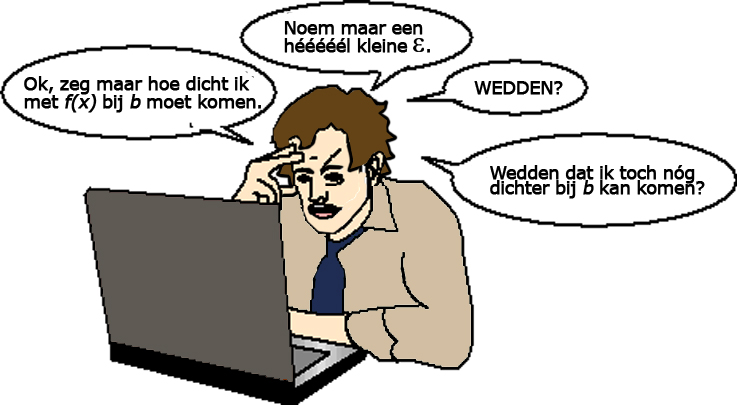 Ok, zeg maar hoe dicht ik
met f(x) bij b moet komen.
Noem maar een
hééééél kleine ε.
WEDDEN?
Wedden dat ik toch nóg
dichter bij b kan komen?